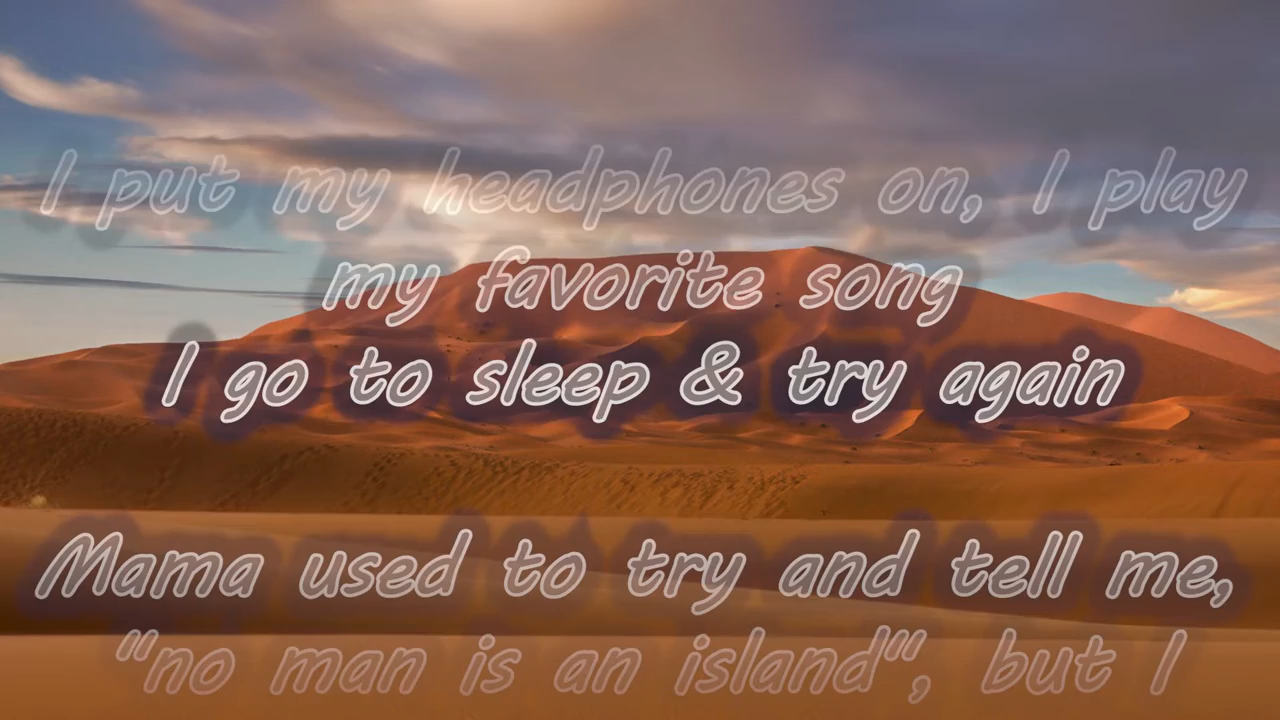 I put my headphones on, I play
my favorite song
I go to sleep & try again
Mama used to try and tell me,
"no man is an island", but I